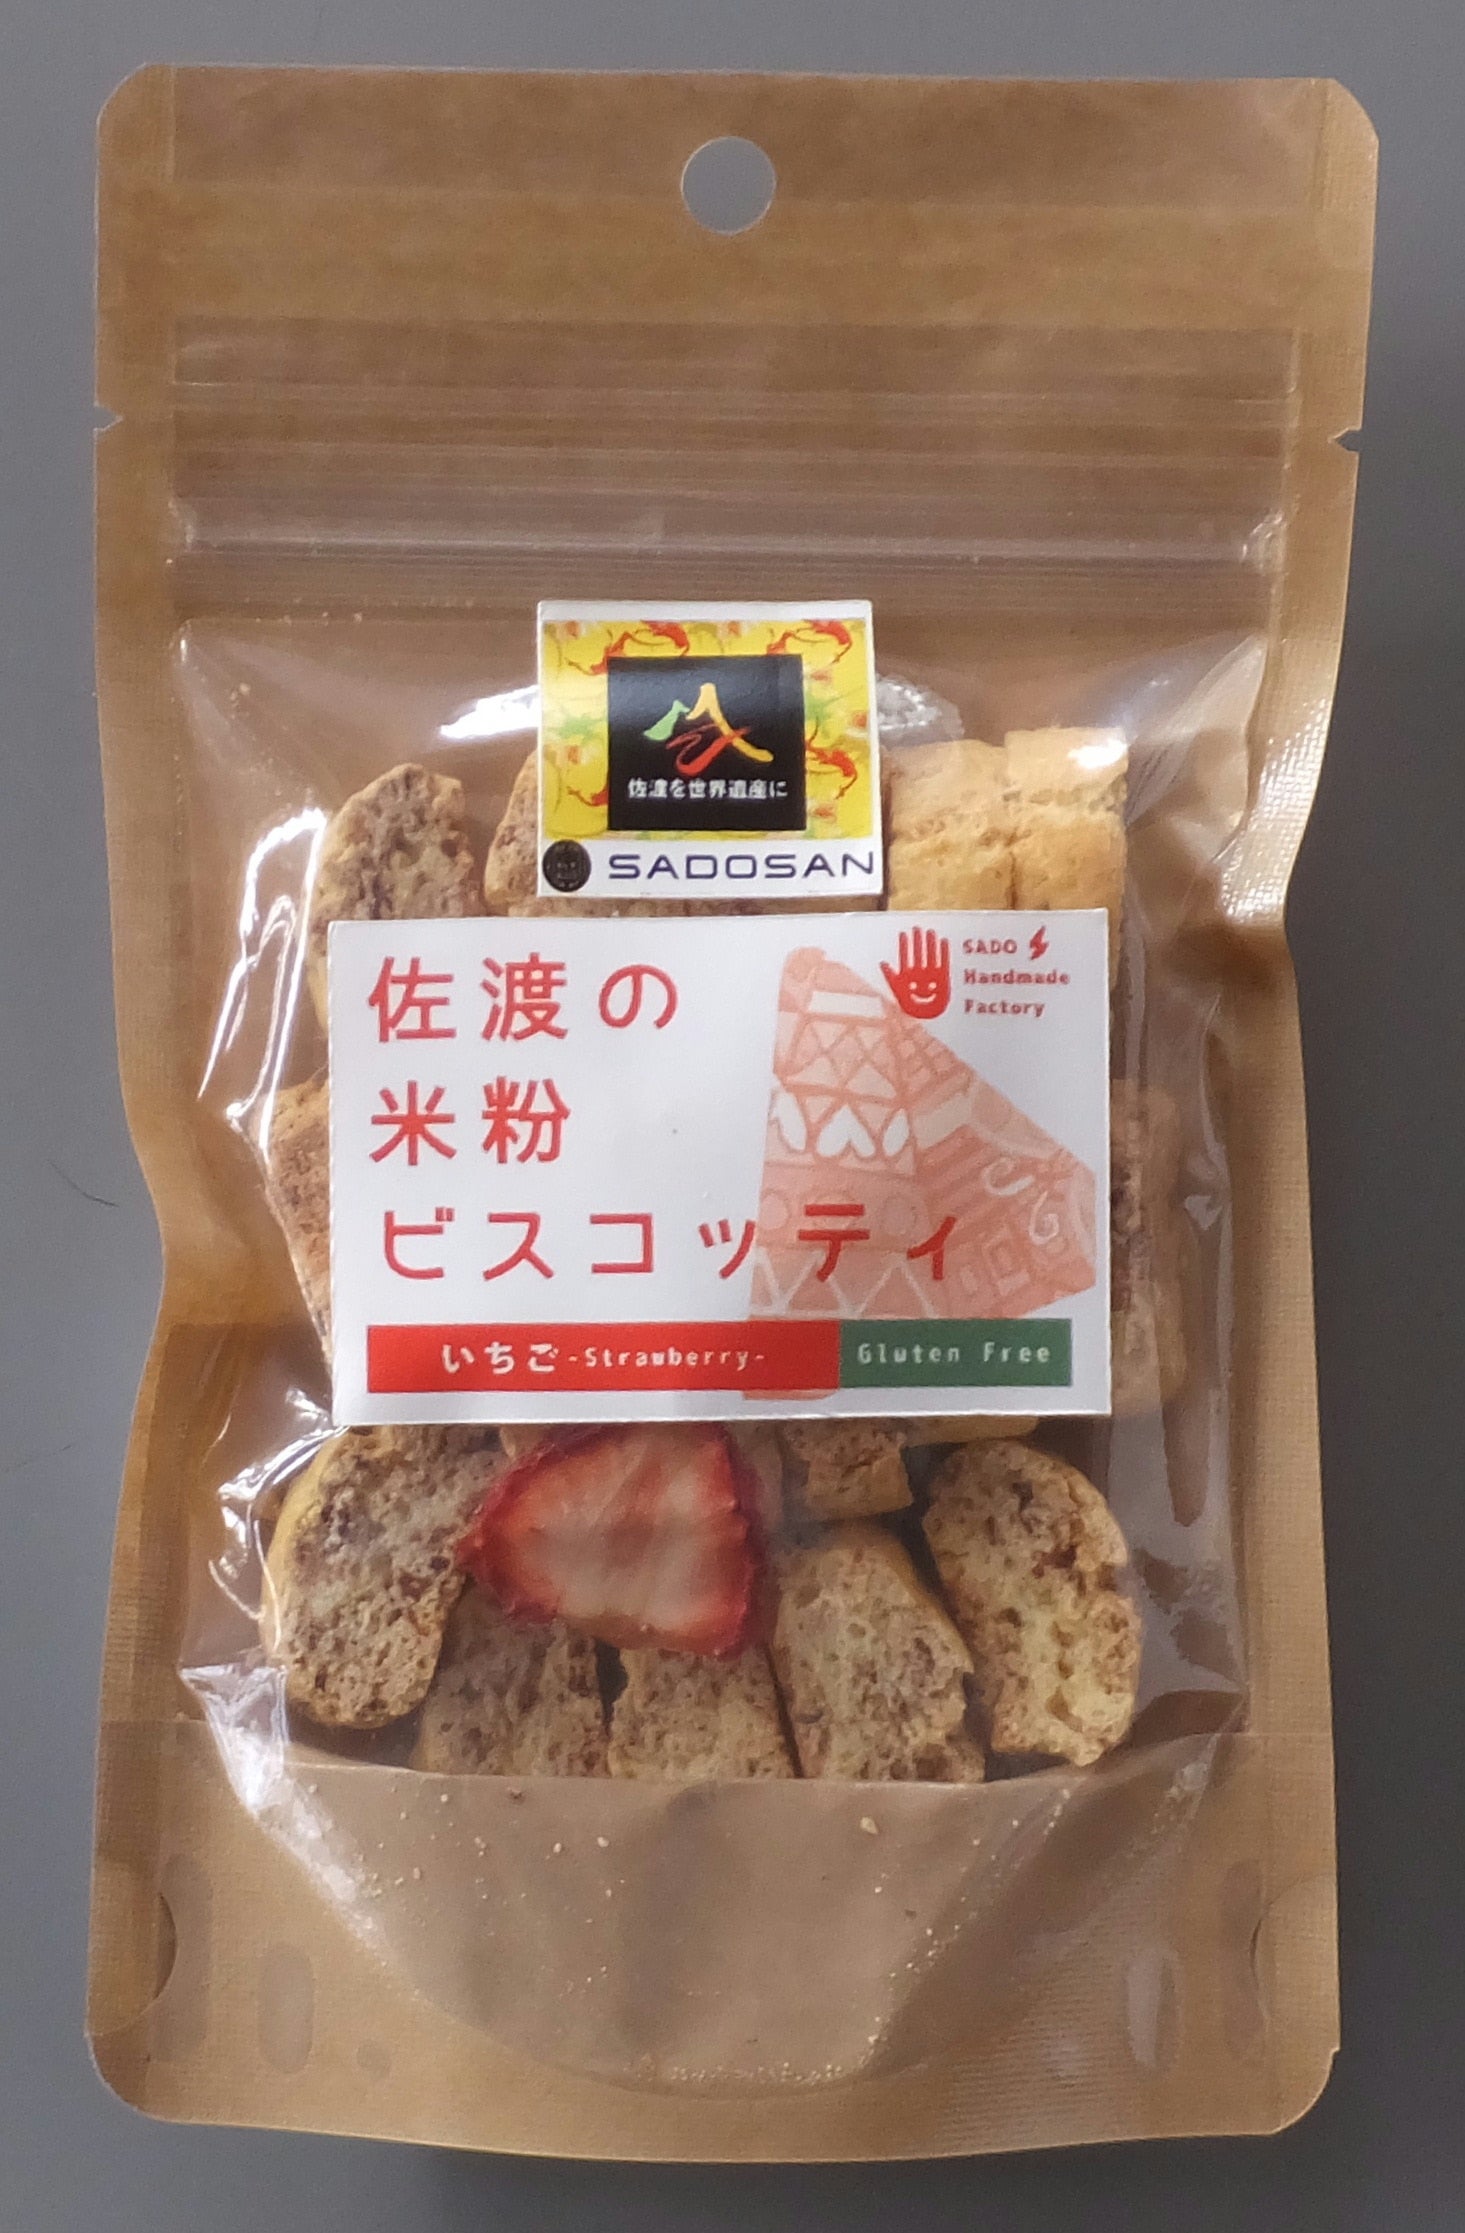 佐渡を世界遺産に
SADOSAN
佐渡の
SADO
Handmade
Factory
米粉
ビスコッティ
いちご-Strawberry-
Gluten Free